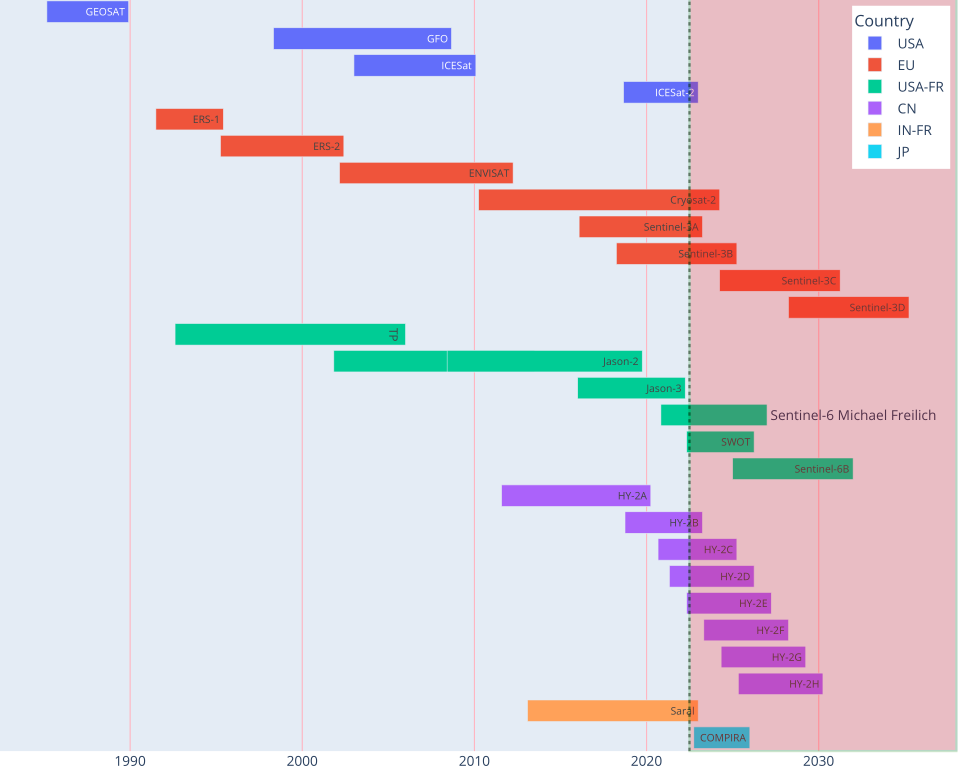 GEOSAT
GFO
ICESat
ICESat-2
ERS-1
ERS-2
ENVISAT
Cryosat-2
Sentinel-3A
Sentinel-3B
Sentinel-3C
Sentinel-3D
TP
Jason-2
Jason-3
Sentinel-6 Michael Freilich
SWOT
Sentinel-6B
HY-2A
HY-2B
HY-2C
HY-2D
HY-2E
HY-2F
HY-2G
HY-2H
Saral
COMPIRA
1990 2000 2010 2020 2030
Country
USA
EU
USA-FR
CN
IN-FR
JP